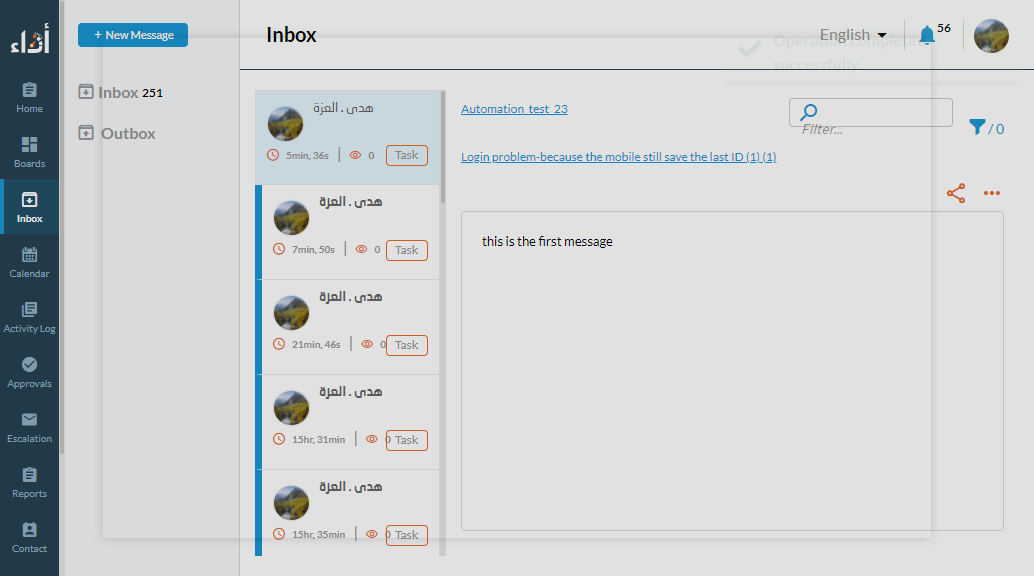 أداء
Home
Boards
Inbox
Calendar
Activity Log
Approvals
Escalation
Reports
Contact
+ New Message
Inbox 251
Outbox
Inbox
English
56
Operation completed
successfully...
هدى . العزة
5min, 36s
0
Task
هدى . العزة
7min, 50s
0
Task
هدى . العزة
21min, 46s
0
Task
هدى . العزة
15hr, 31min
0
Task
هدى . العزة
15hr, 35min
0
Task
Automation test 23
Filter...
/ 0
Login problem-because the mobile still save the last ID (1) (1)
this is the first message